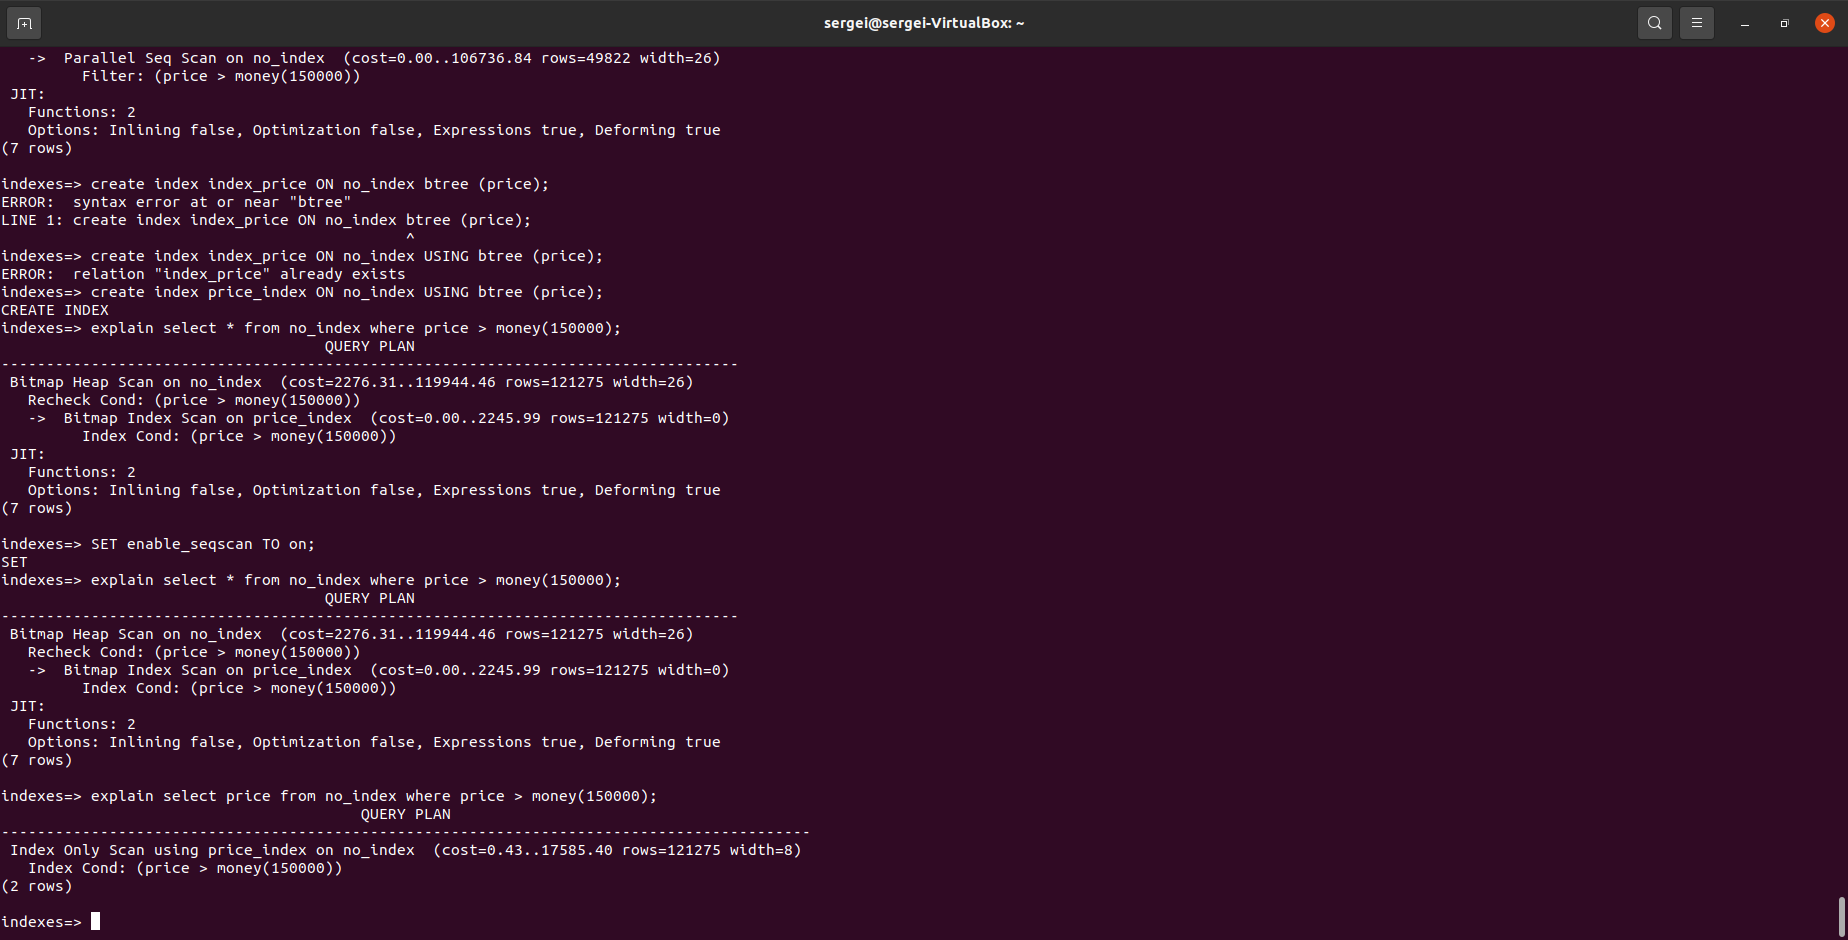 sergei@sergei-VirtualBox: ~
   ->  Parallel Seq Scan on no_index  (cost=0.00..106736.84 rows=49822 width=26)
         Filter: (price > money(150000))
 JIT:
   Functions: 2
   Options: Inlining false, Optimization false, Expressions true, Deforming true
(7 rows)

indexes=> create index index_price ON no_index btree (price);
ERROR:  syntax error at or near "btree"
LINE 1: create index index_price ON no_index btree (price);
                                             ^
indexes=> create index index_price ON no_index USING btree (price);
ERROR:  relation "index_price" already exists
indexes=> create index price_index ON no_index USING btree (price);
CREATE INDEX
indexes=> explain select * from no_index where price > money(150000);
                                    QUERY PLAN
----------------------------------------------------------------------------------
 Bitmap Heap Scan on no_index  (cost=2276.31..119944.46 rows=121275 width=26)
   Recheck Cond: (price > money(150000))
   ->  Bitmap Index Scan on price_index  (cost=0.00..2245.99 rows=121275 width=0)
         Index Cond: (price > money(150000))
 JIT:
   Functions: 2
   Options: Inlining false, Optimization false, Expressions true, Deforming true
(7 rows)

indexes=> SET enable_seqscan TO on;
SET
indexes=> explain select * from no_index where price > money(150000);
                                    QUERY PLAN
----------------------------------------------------------------------------------
 Bitmap Heap Scan on no_index  (cost=2276.31..119944.46 rows=121275 width=26)
   Recheck Cond: (price > money(150000))
   ->  Bitmap Index Scan on price_index  (cost=0.00..2245.99 rows=121275 width=0)
         Index Cond: (price > money(150000))
 JIT:
   Functions: 2
   Options: Inlining false, Optimization false, Expressions true, Deforming true
(7 rows)

indexes=> explain select price from no_index where price > money(150000);
                                        QUERY PLAN
------------------------------------------------------------------------------------------
 Index Only Scan using price_index on no_index  (cost=0.43..17585.40 rows=121275 width=8)
   Index Cond: (price > money(150000))
(2 rows)

indexes=>